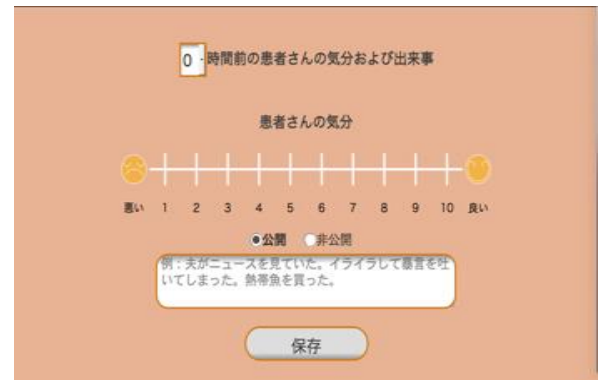 0 時間前の患者さんの気分および出来事
患者さんの気分
悪い 1 2 3 4 5 6 7 8 9 10 良い
公開 非公開
例：夫がニュースを見ていた。イライラして暴言を吐
いてしまった。熱帯魚を買った。
保存